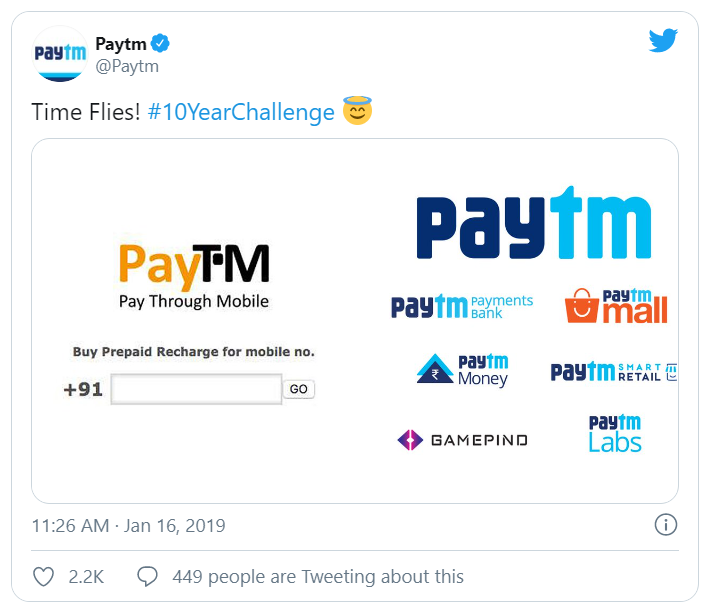 paytm
Paytm
@Paytm
Time Flies! #10YearChallenge
PayTM
Pay Through Mobile
Buy Prepaid Recharge for mobile no.
+91
GO
paytm
paytm Payments
Bank
paytm
mall
₹
paytm
Money
paytm SMART
RETAIL
GAMEPIND
paytm
Labs
11:26 AM · Jan 16, 2019
2.2K
449 people are Tweeting about this